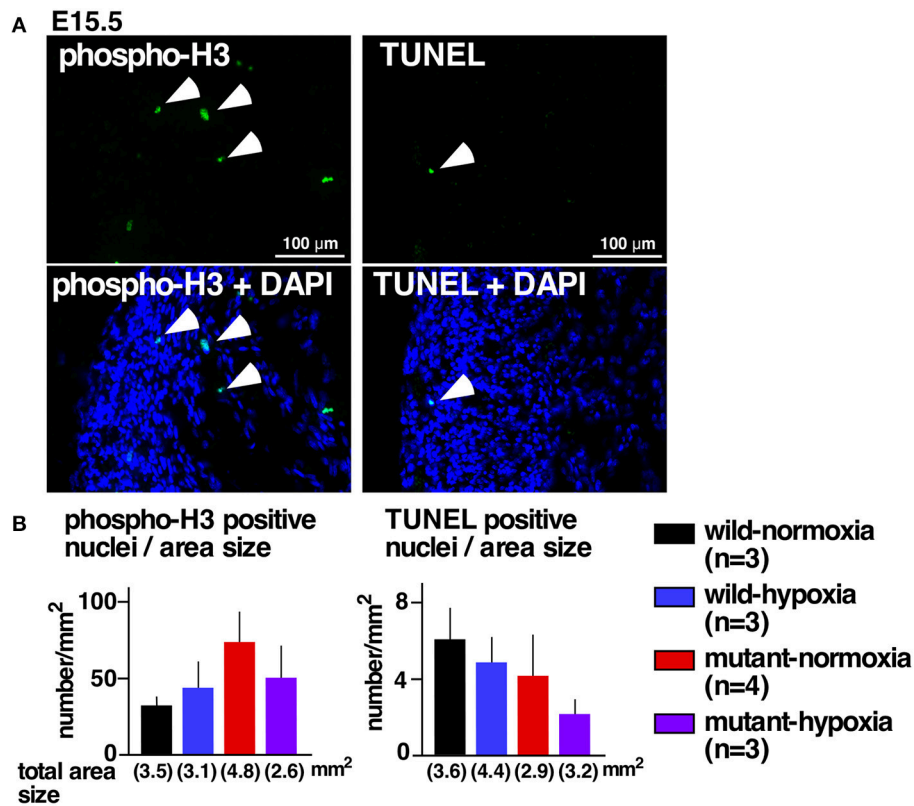 A E15.5
phospho-H3
TUNEL
100 µm
100 µm
phospho-H3 + DAPI
TUNEL + DAPI
B
phospho-H3 positive
nuclei / area size
number/mm²
100
50
0
total area
size
(3.5) (3.1) (4.8) (2.6) mm²
TUNEL positive
nuclei / area size
number/mm²
8
4
0
(3.6) (4.4) (2.9) (3.2) mm²
wild-normoxia
(n=3)
wild-hypoxia
(n=3)
mutant-normoxia
(n=4)
mutant-hypoxia
(n=3)